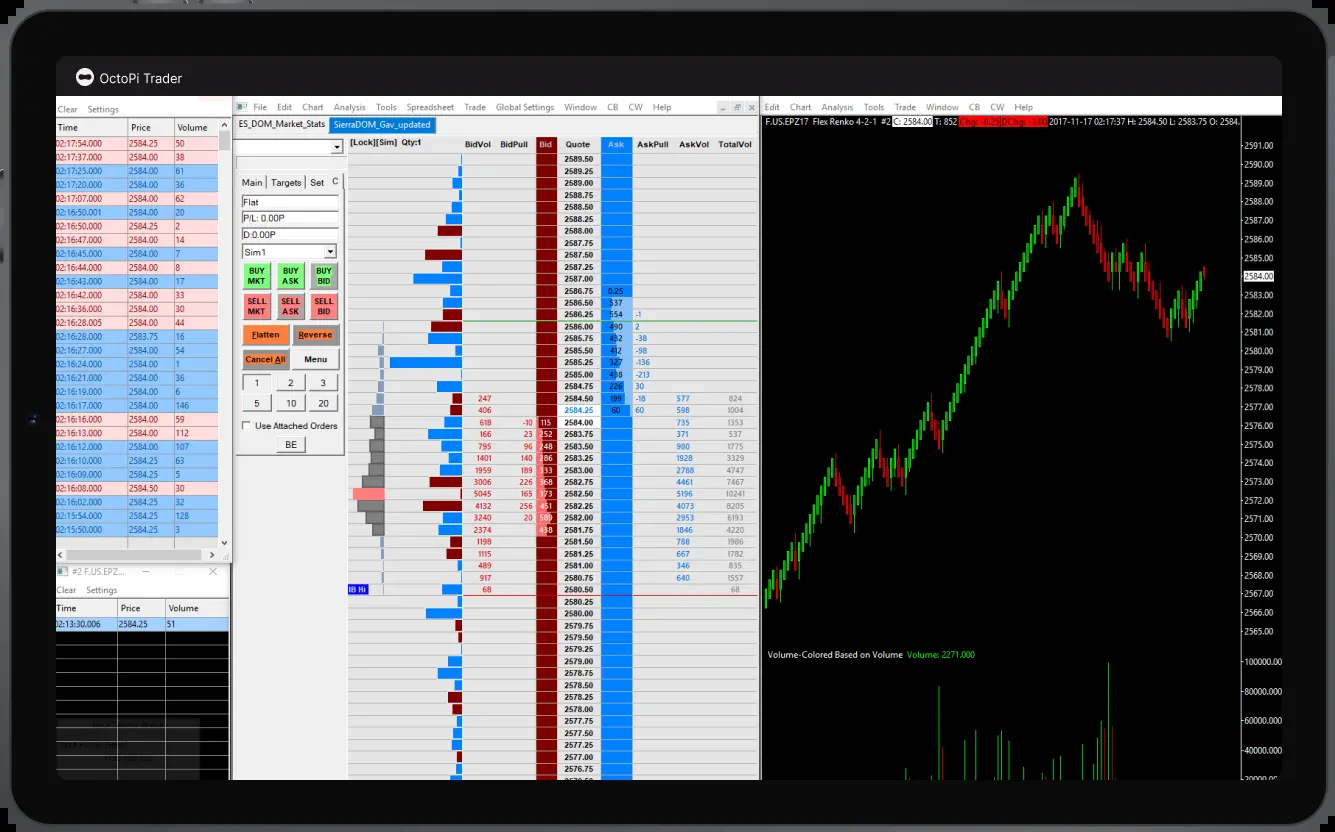 OctoPi Trader
Clear Settings
Time Price Volume
02:17:54.000 2584.25 50
02:17:37.000 2584.00 38
02:17:25.000 2584.00 61
02:17:20.000 2584.00 36
02:17:07.000 2584.00 62
02:16:50.001 2584.00 20
02:16:50.000 2584.25 2
02:16:47.000 2584.00 14
02:16:45.000 2584.00 7
02:16:44.000 2584.00 8
02:16:43.000 2584.00 17
02:16:42.000 2584.00 33
02:16:36.000 2584.00 30
02:16:28.005 2584.00 44
02:16:28.000 2583.75 16
02:16:27.000 2584.00 54
02:16:24.000 2584.00 1
02:16:21.000 2584.00 36
02:16:19.000 2584.00 6
02:16:17.000 2584.00 146
02:16:16.000 2584.00 59
02:16:13.000 2584.00 112
02:16:12.000 2584.00 107
02:16:10.000 2584.25 63
02:16:09.000 2584.25 5
02:16:08.000 2584.50 30
02:16:02.000 2584.25 32
02:15:54.000 2584.25 128
02:15:50.000 2584.25 3
#2 F.US.EPZ...
Clear Settings
Time Price Volume
02:13:30.006 2584.25 51
File Edit Chart Analysis Tools Spreadsheet Trade Global Settings Window CB CW Help
ES_DOM_Market_Stats SierraDOM_Gav_updated
Main Targets Set C
Flat
P/L: 0.00P
D:0.00P
Sim1
BUY MKT BUY ASK BUY BID
SELL MKT SELL ASK SELL BID
Flatten Reverse
Cancel All Menu
1 2 3
5 10 20
Use Attached Orders
BE
[Lock][Sim] Qty:1 BidVol BidPull Bid Quote Ask AskPull AskVol TotalVol
2589.50
2589.25
2589.00
2588.75
2588.50
2588.25
2588.00
2587.75
2587.50
2587.25
2587.00
2586.75 0.25
2586.50 537
2586.25 554 -1
2586.00 490 2
2585.75 432 -38
2585.50 412 -98
2585.25 327 -136
2585.00 438 -213
2584.75 226 30
247 2584.50 199 -18 577 824
406 2584.25 60 60 598 1004
618 -10 115 2584.00 735 1353
166 23 252 2583.75 371 537
795 96 248 2583.50 980 1775
1401 140 286 2583.25 1928 3329
1959 189 333 2583.00 2788 4747
3006 226 368 2582.75 4461 7467
5045 165 373 2582.50 5196 10241
4132 256 451 2582.25 4073 8205
3240 20 589 2582.00 2953 6193
2374 438 2581.75 1846 4220
1198 2581.50 788 1986
1115 2581.25 667 1782
489 2581.00 346 835
917 2580.75 640 1557
IB Hi 68 2580.50 68
2580.25
2580.00
2579.75
2579.50
2579.25
2579.00
2578.75
2578.50
2578.25
2578.00
2577.75
2577.50
2577.25
2577.00
2576.75
Edit Chart Analysis Tools Trade Window CB CW Help
F.US.EPZ17 Flex Renko 4-2-1 #2 C: 2584.00 T: 852 Chg: -0.25 DChg: -1.00 2017-11-17 02:17:37 H: 2584.50 L: 2583.75 O: 2584.
2591.00
2590.00
2589.00
2588.00
2587.00
2586.00
2585.00
2584.00
2583.00
2582.00
2581.00
2580.00
2579.00
2578.00
2577.00
2576.00
2575.00
2574.00
2573.00
2572.00
2571.00
2570.00
2569.00
2568.00
2567.00
2566.00
2565.00
Volume-Colored Based on Volume Volume: 2271.000
100000.00
80000.000
60000.000
40000.000